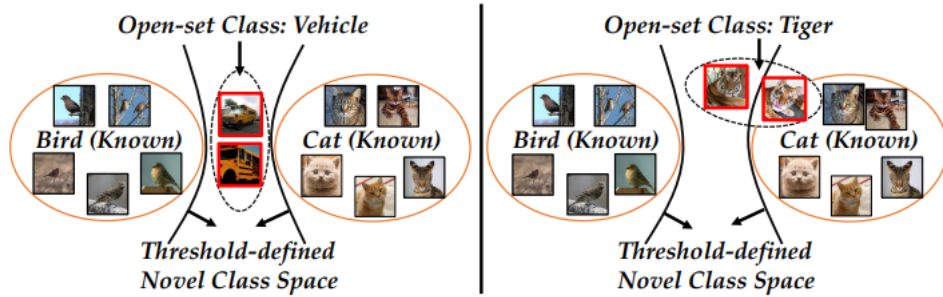 Open-set Class: Vehicle
Bird (Known)
Cat (Known)
Threshold-defined
Novel Class Space
Open-set Class: Tiger
Bird (Known)
Cat (Known)
Threshold-defined
Novel Class Space